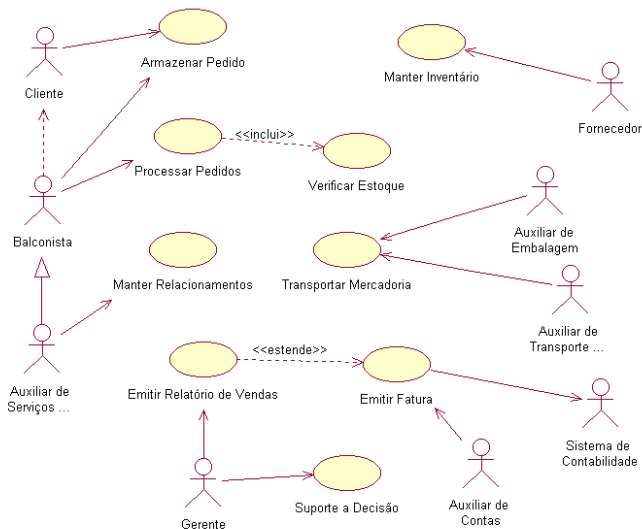 Armazenar Pedido
Manter Inventário
Cliente
Fornecedor
<<inclui>>
Processar Pedidos
Verificar Estoque
Balconista
Auxiliar de
Embalagem
Manter Relacionamentos
Transportar Mercadoria
Auxiliar de
Transporte ...
<<estende>>
Auxiliar de
Serviços ...
Emitir Relatório de Vendas
Emitir Fatura
Sistema de
Contabilidade
Suporte a Decisão
Auxiliar de
Contas
Gerente